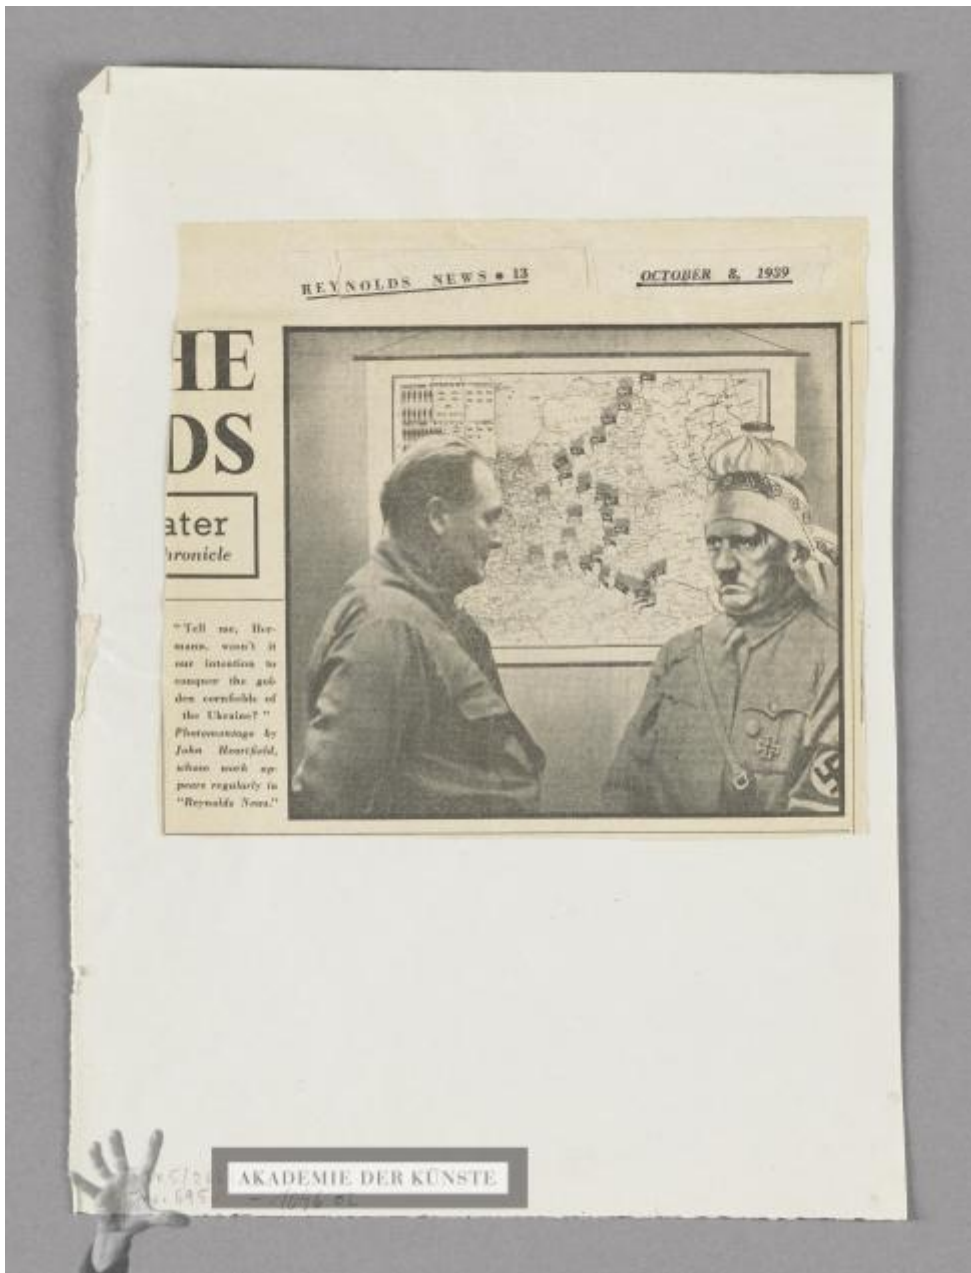 REYNOLDS NEWS • 13
OCTOBER 8, 1939
HE
DS
ater
hronicle
"Tell me, Her-
mann, wasn't it
our intention to
conquer the gol-
den cornfields of
the Ukraine?"
Photomontage by
John Heartfield,
whose work ap-
pears regularly in
"Reynolds News."
AKADEMIE DER KÜNSTE